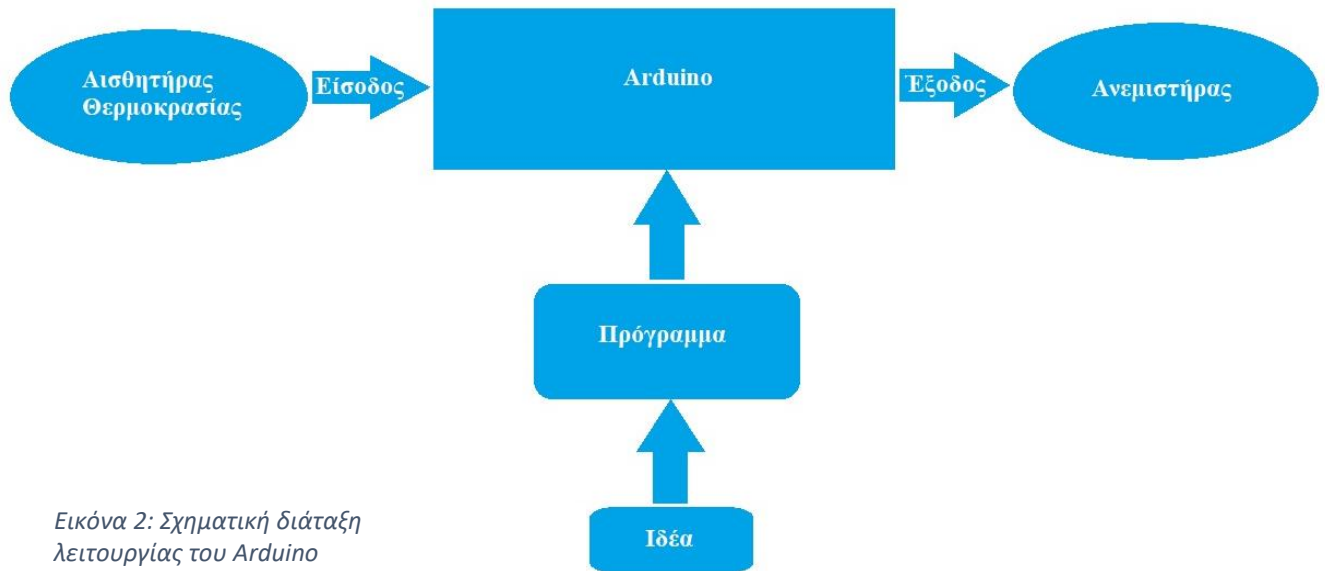 Αισθητήρας
Θερμοκρασίας
Είσοδος
Arduino
Έξοδος
Ανεμιστήρας
Πρόγραμμα
Ιδέα
Εικόνα 2: Σχηματική διάταξη
λειτουργίας του Arduino